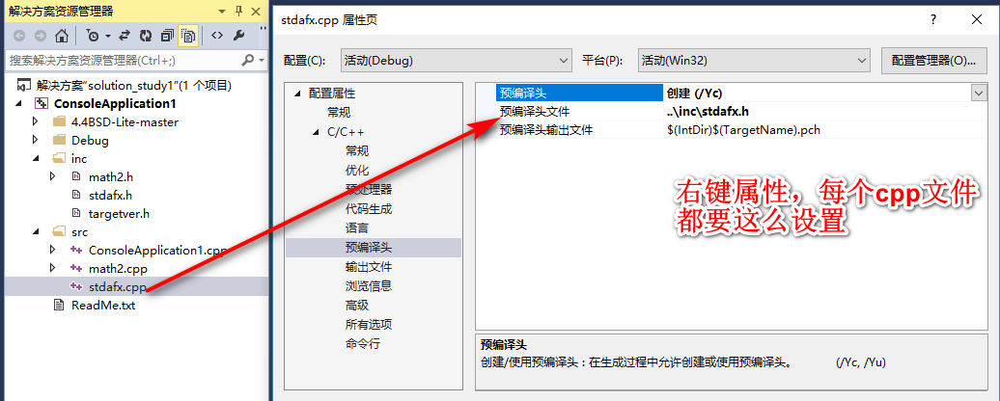 解决方案资源管理器
搜索解决方案资源管理器(Ctrl+;)
解决方案"solution_study1"(1 个项目)
ConsoleApplication1
4.4BSD-Lite-master
Debug
inc
math2.h
stdafx.h
targetver.h
src
ConsoleApplication1.cpp
math2.cpp
stdafx.cpp
ReadMe.txt
stdafx.cpp 属性页
配置(C):
活动(Debug)
平台(P):
活动(Win32)
配置管理器(O)...
配置属性
常规
C/C++
常规
优化
预处理器
代码生成
语言
预编译头
输出文件
浏览信息
高级
所有选项
命令行
预编译头 创建 (/Yc)
预编译头文件 ..\inc\stdafx.h
预编译头输出文件 $(IntDir)$(TargetName).pch
右键属性，每个cpp文件
都要这么设置
预编译头
创建/使用预编译头：在生成过程中允许创建或使用预编译头。 (/Yc, /Yu)